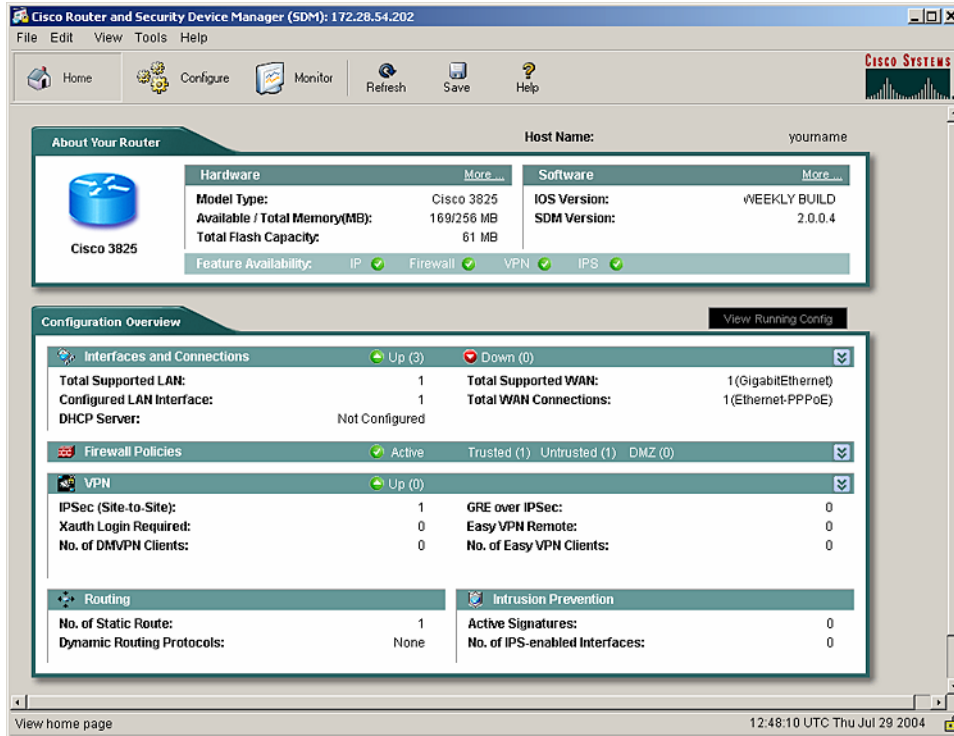 Cisco Router and Security Device Manager (SDM): 172.28.54.202
File Edit View Tools Help
Home Configure Monitor Refresh Save Help
CISCO SYSTEMS
About Your Router
Host Name: yourname
Cisco 3825
Hardware More ...
Model Type: Cisco 3825
Available / Total Memory(MB): 169/256 MB
Total Flash Capacity: 61 MB
Software More ...
IOS Version: WEEKLY BUILD
SDM Version: 2.0.0.4
Feature Availability: IP Firewall VPN IPS
Configuration Overview
View Running Config
Interfaces and Connections Up (3) Down (0)
Total Supported LAN: 1 Total Supported WAN: 1(GigabitEthernet)
Configured LAN Interface: 1 Total WAN Connections: 1(Ethernet-PPPoE)
DHCP Server: Not Configured
Firewall Policies Active Trusted (1) Untrusted (1) DMZ (0)
VPN Up (0)
IPSec (Site-to-Site): 1 GRE over IPSec: 0
Xauth Login Required: 0 Easy VPN Remote: 0
No. of DMVPN Clients: 0 No. of Easy VPN Clients: 0
Routing
No. of Static Route: 1
Dynamic Routing Protocols: None
Intrusion Prevention
Active Signatures: 0
No. of IPS-enabled Interfaces: 0
View home page
12:48:10 UTC Thu Jul 29 2004